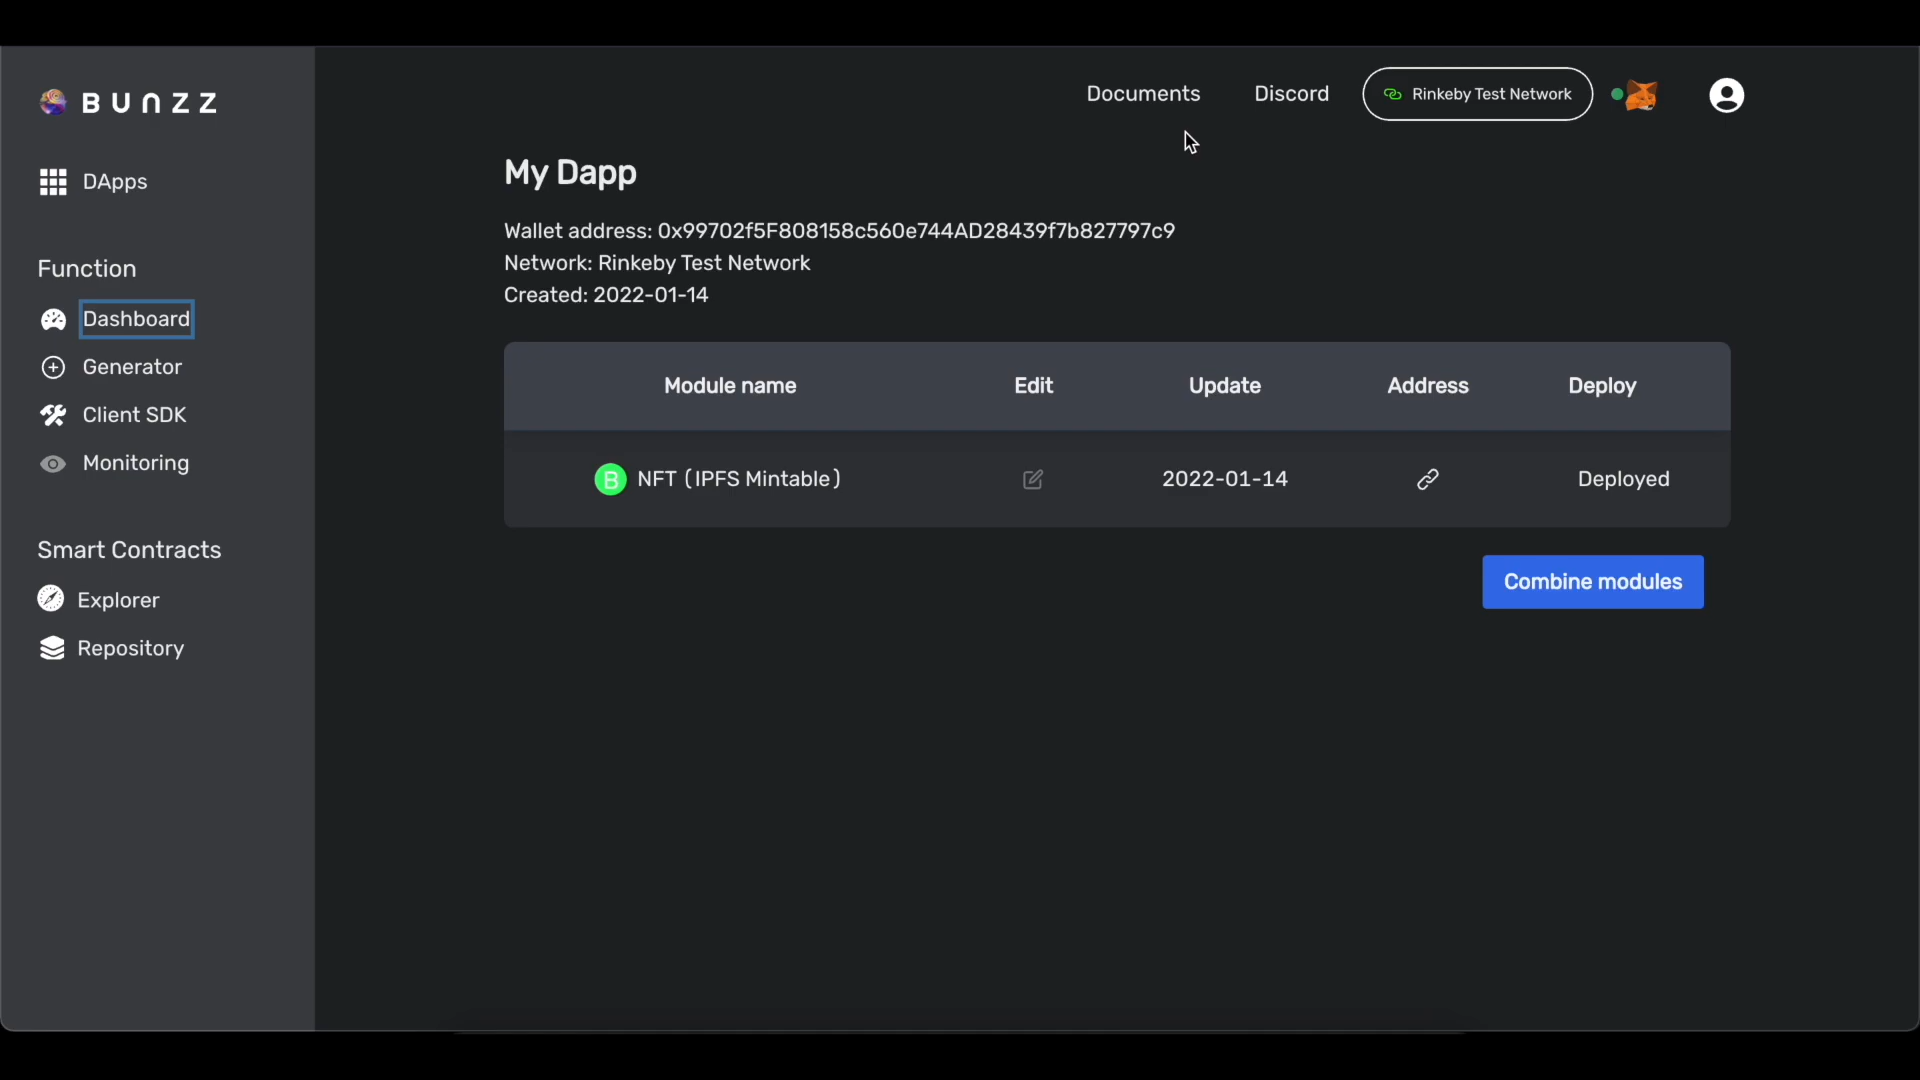 BUNZZ
DApps
Function
Dashboard
Generator
Client SDK
Monitoring
Smart Contracts
Explorer
Repository
Documents
Discord
Rinkeby Test Network
My Dapp
Wallet address: 0x99702f5F808158c560e744AD28439f7b827797c9
Network: Rinkeby Test Network
Created: 2022-01-14
Module name Edit Update Address Deploy
B NFT (IPFS Mintable) 2022-01-14 Deployed
Combine modules